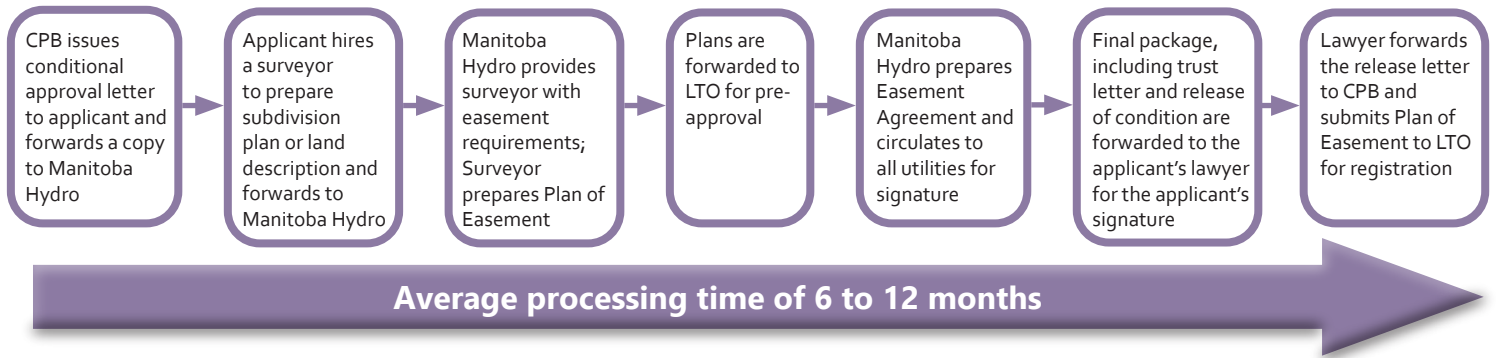 CPB issues
conditional
approval letter
to applicant and
forwards a copy
to Manitoba
Hydro
Applicant hires
a surveyor
to prepare
subdivision
plan or land
description and
forwards to
Manitoba Hydro
Manitoba
Hydro provides
surveyor with
easement
requirements;
Surveyor
prepares Plan of
Easement
Plans are
forwarded to
LTO for pre-
approval
Manitoba
Hydro prepares
Easement
Agreement and
circulates to
all utilities for
signature
Final package,
including trust
letter and release
of condition are
forwarded to the
applicant’s lawyer
for the applicant’s
signature
Lawyer forwards
the release letter
to CPB and
submits Plan of
Easement to LTO
for registration
Average processing time of 6 to 12 months